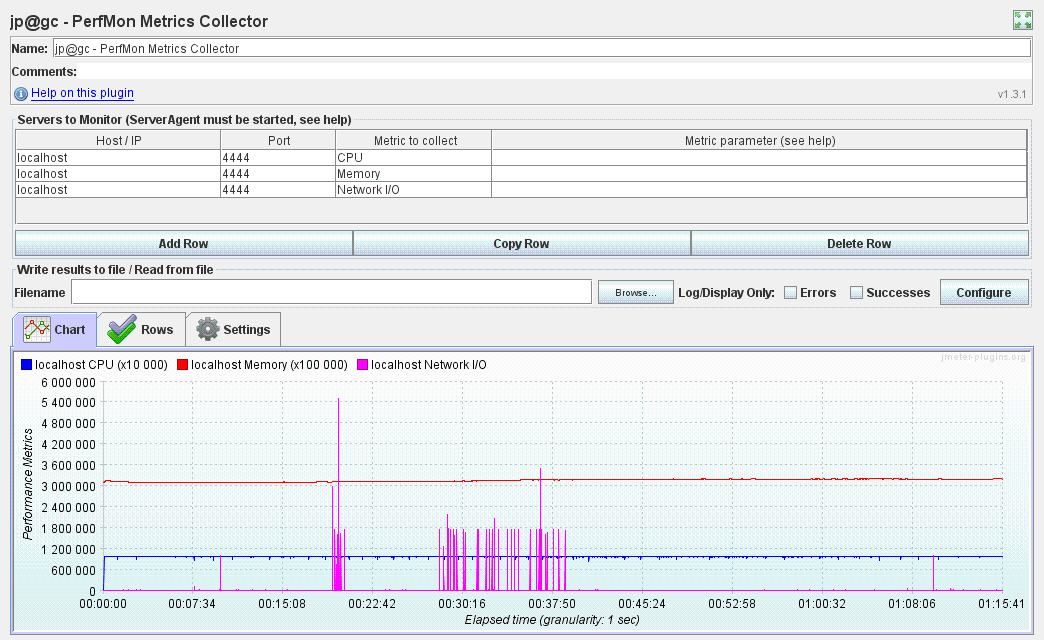 jp@gc - PerfMon Metrics Collector
Name: jp@gc - PerfMon Metrics Collector
Comments:
Help on this plugin
v1.3.1
Servers to Monitor (ServerAgent must be started, see help)
Host / IP Port Metric to collect Metric parameter (see help)
localhost 4444 CPU
localhost 4444 Memory
localhost 4444 Network I/O
Add Row Copy Row Delete Row
Write results to file / Read from file
Filename Browse... Log/Display Only: Errors Successes Configure
Chart Rows Settings
jmeter-plugins.org
localhost CPU (x10 000) localhost Memory (x100 000) localhost Network I/O
Performance Metrics
6 000 000
5 400 000
4 800 000
4 200 000
3 600 000
3 000 000
2 400 000
1 800 000
1 200 000
600 000
0
00:00:00 00:07:34 00:15:08 00:22:42 00:30:16 00:37:50 00:45:24 00:52:58 01:00:32 01:08:06 01:15:41
Elapsed time (granularity: 1 sec)